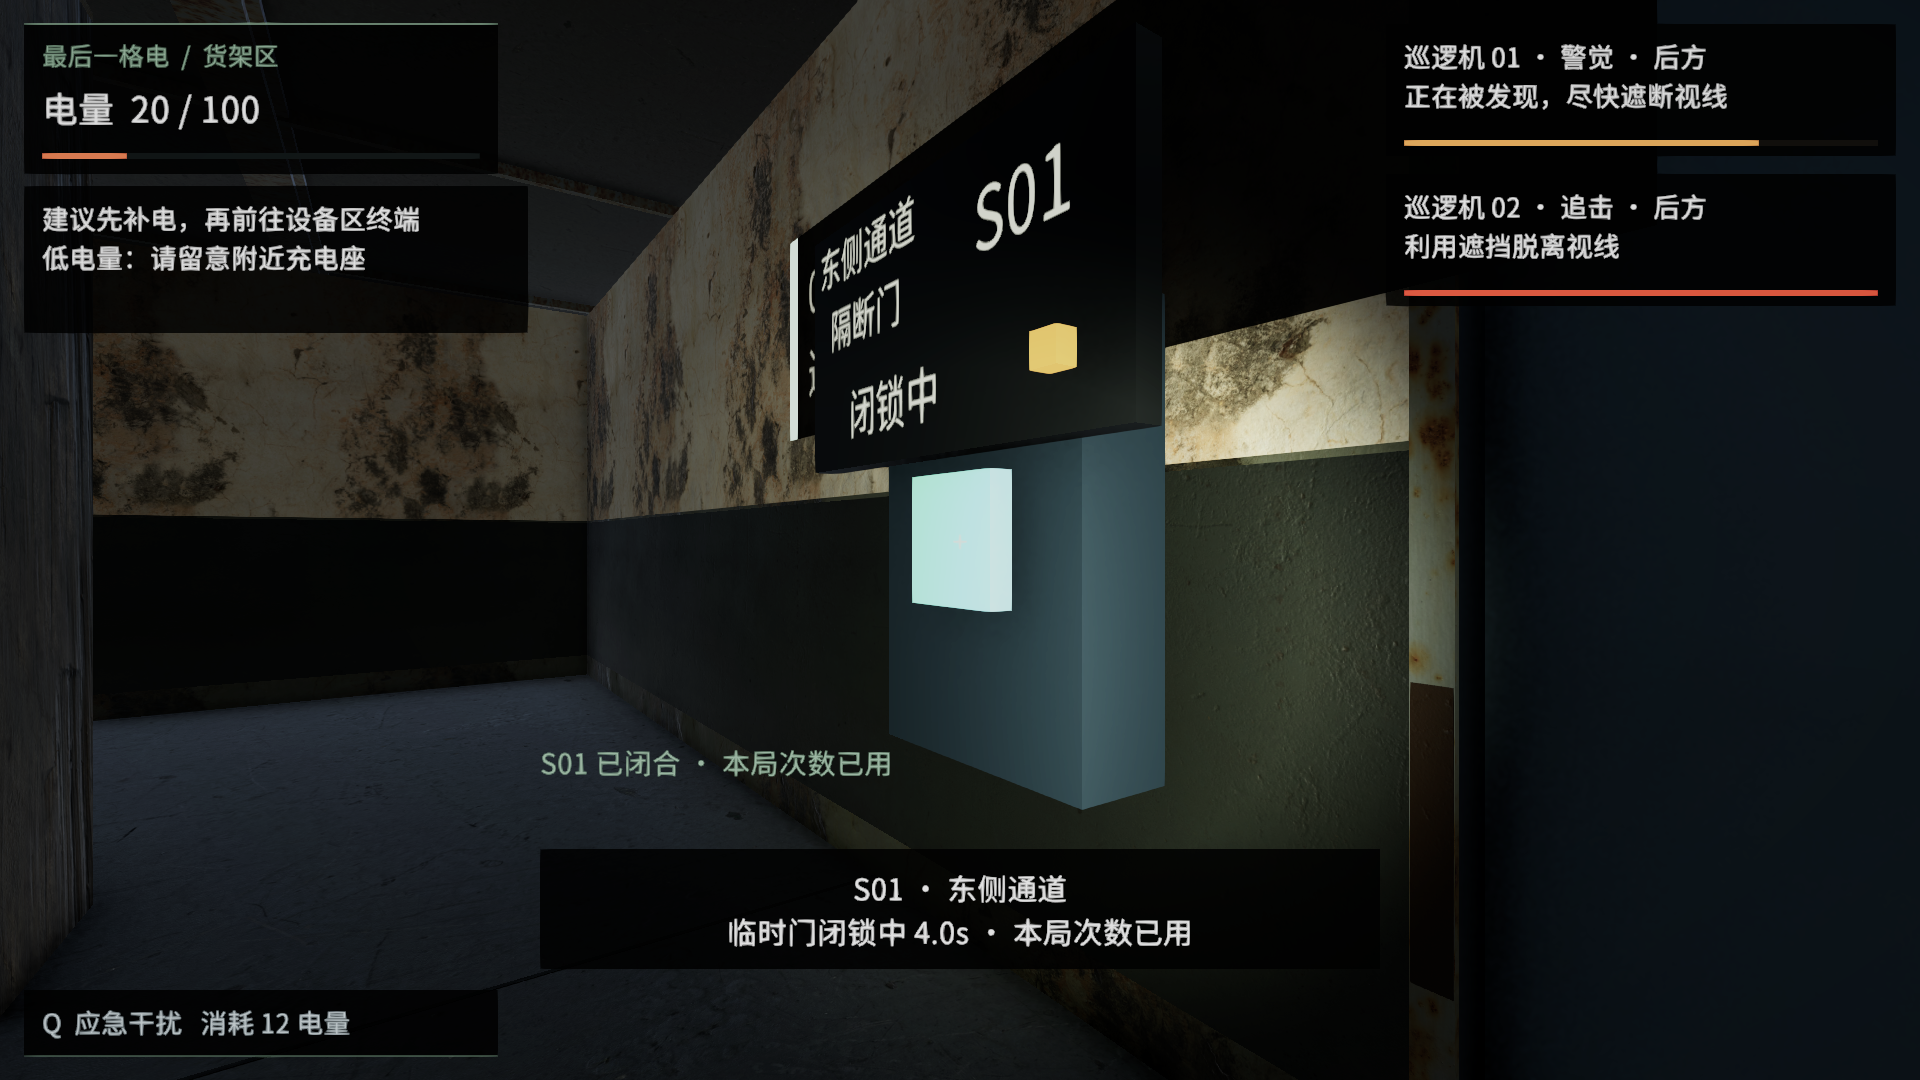 最后一格电 / 货架区
电量 20 / 100
建议先补电，再前往设备区终端
低电量：请留意附近充电座
巡逻机 01 · 警觉 · 后方
正在被发现，尽快遮断视线
巡逻机 02 · 追击 · 后方
利用遮挡脱离视线
S01
东侧通道
隔断门
闭锁中
S01 已闭合 · 本局次数已用
S01 · 东侧通道
临时门闭锁中 4.0s · 本局次数已用
Q 应急干扰 消耗 12 电量